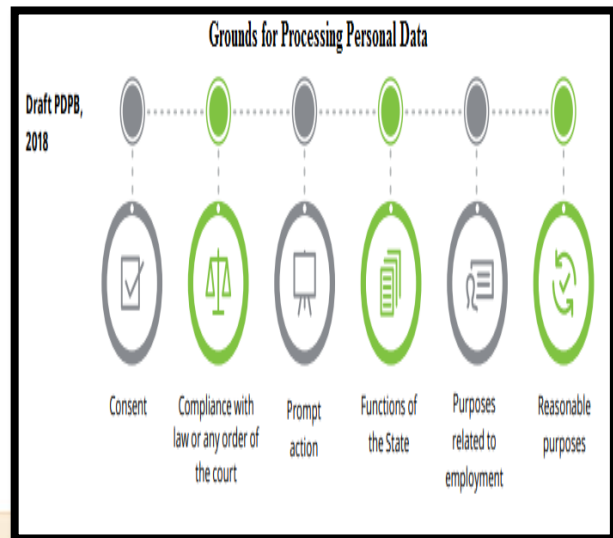 Grounds for Processing Personal Data
Draft PDPB,
2018
Consent
Compliance with
law or any order of
the court
Prompt
action
Functions of
the State
Purposes
related to
employment
Reasonable
purposes